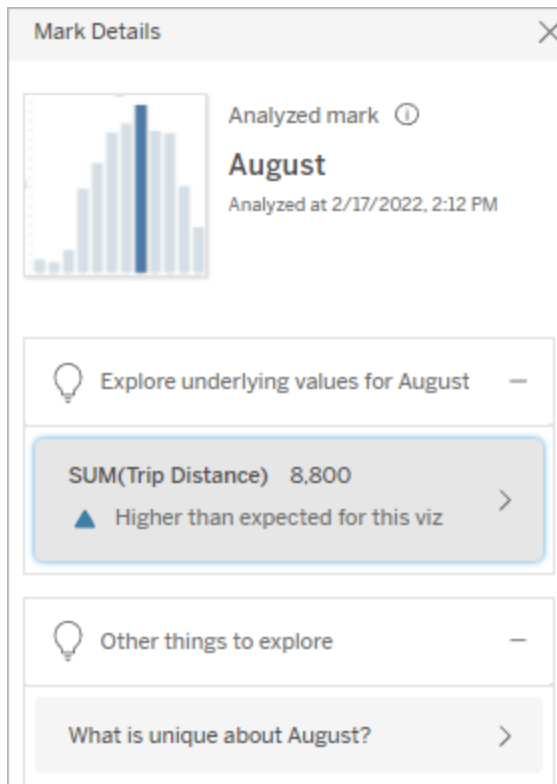 Mark Details
Analyzed mark
August
Analyzed at 2/17/2022, 2:12 PM
Explore underlying values for August
SUM(Trip Distance) 8,800
Higher than expected for this viz
Other things to explore
What is unique about August?